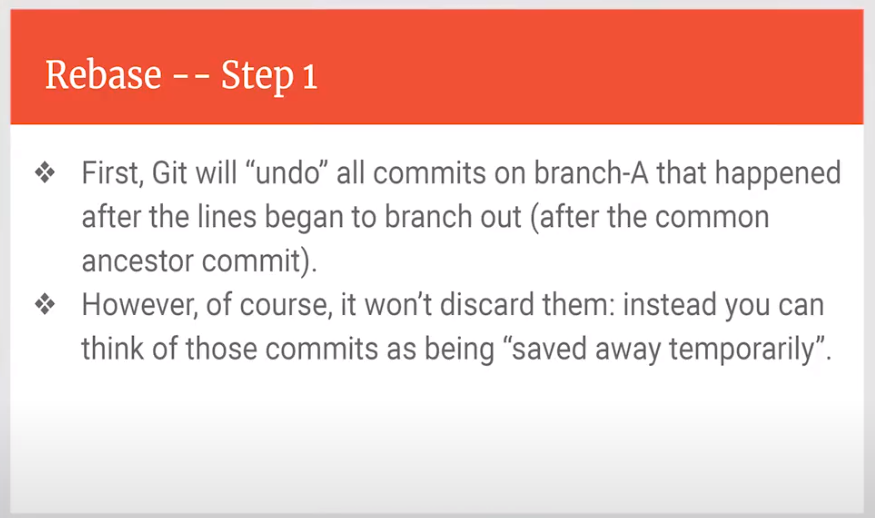 Rebase -- Step 1
❖ First, Git will “undo” all commits on branch-A that happened
after the lines began to branch out (after the common
ancestor commit).
❖ However, of course, it won’t discard them: instead you can
think of those commits as being “saved away temporarily”.